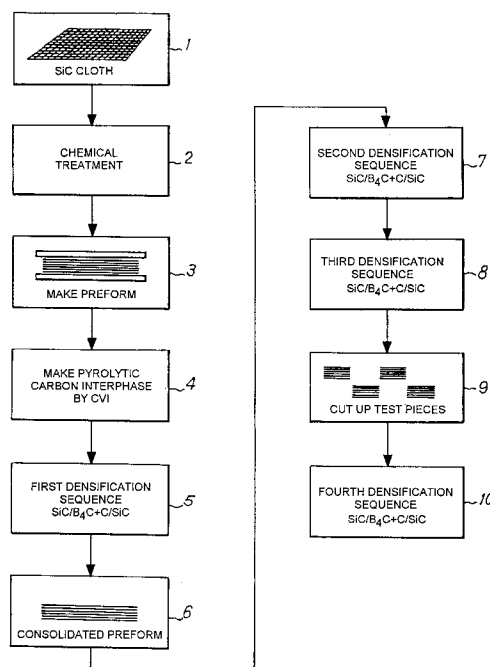 1
SiC CLOTH
CHEMICAL
TREATMENT
2
3
MAKE PREFORM
MAKE PYROLYTIC
CARBON INTERPHASE
BY CVI
4
FIRST DENSIFICATION
SEQUENCE
SiC/B₄C+C/SiC
5
6
CONSOLIDATED PREFORM
SECOND DENSIFICATION
SEQUENCE
SiC/B₄C+C/SiC
7
THIRD DENSIFICATION
SEQUENCE
SiC/B₄C+C/SiC
8
9
CUT UP TEST PIECES
FOURTH DENSIFICATION
SEQUENCE
SiC/B₄C+C/SiC
10